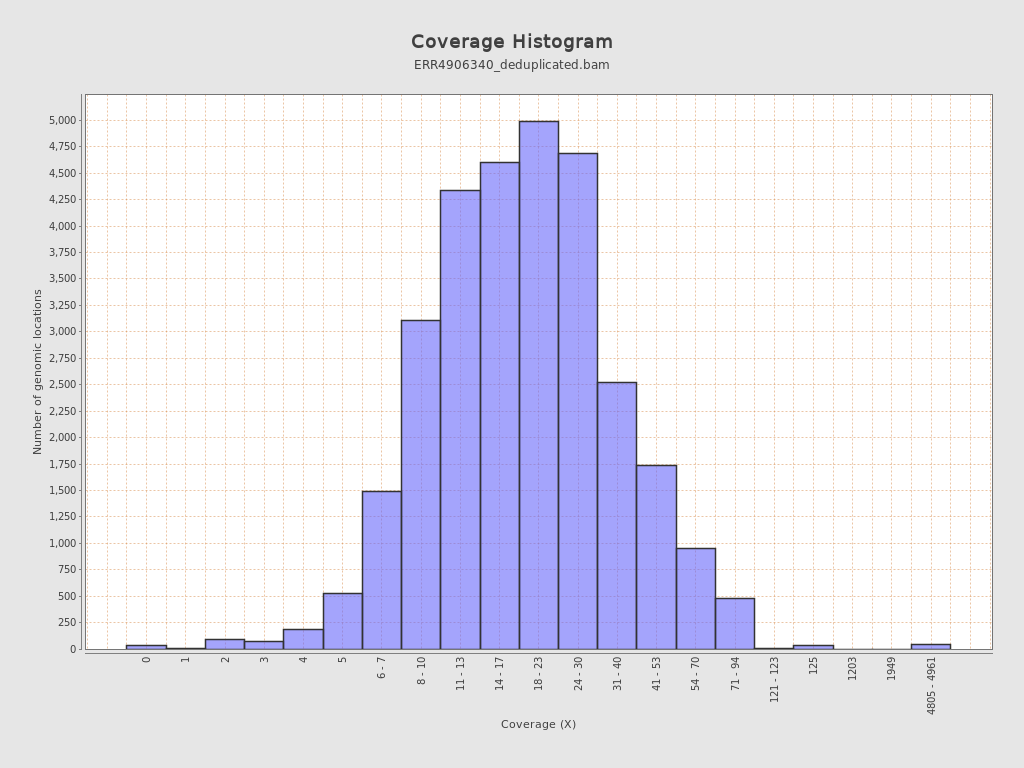 Coverage Histogram
ERR4906340_deduplicated.bam
Number of genomic locations
5,000
4,750
4,500
4,250
4,000
3,750
3,500
3,250
3,000
2,750
2,500
2,250
2,000
1,750
1,500
1,250
1,000
750
500
250
0
0
1
2
3
4
5
6 - 7
8 - 10
11 - 13
14 - 17
18 - 23
24 - 30
31 - 40
41 - 53
54 - 70
71 - 94
121 - 123
125
1203
1949
4805 - 4961
Coverage (X)